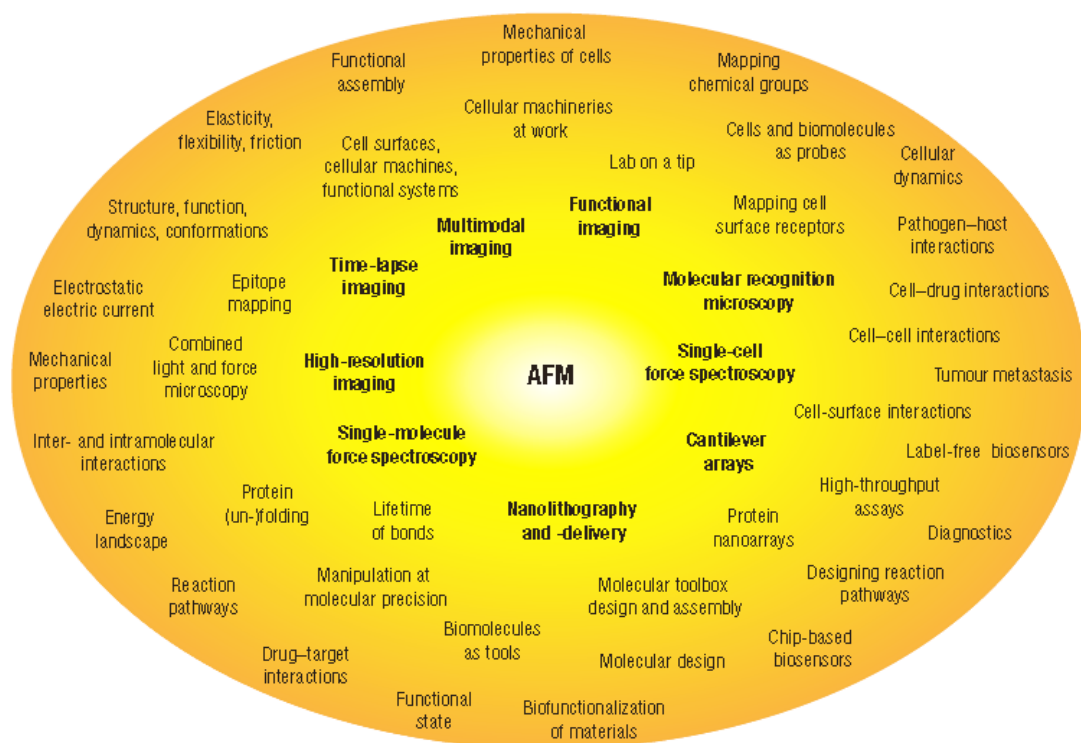 Mechanical
properties of cells
Functional
assembly
Mapping
chemical groups
Cellular machineries
at work
Elasticity,
flexibility, friction
Cells and biomolecules
as probes
Cell surfaces,
cellular machines,
functional systems
Lab on a tip
Cellular
dynamics
Structure, function,
dynamics, conformations
Functional
imaging
Mapping cell
surface receptors
Multimodal
imaging
Pathogen–host
interactions
Time-lapse
imaging
Epitope
mapping
Molecular recognition
microscopy
Electrostatic
electric current
Cell–drug interactions
Cell–cell interactions
Combined
light and force
microscopy
Mechanical
properties
High-resolution
imaging
AFM
Single-cell
force spectroscopy
Tumour metastasis
Cell-surface interactions
Inter- and intramolecular
interactions
Single-molecule
force spectroscopy
Cantilever
arrays
Label-free biosensors
High-throughput
assays
Protein
(un-)folding
Lifetime
of bonds
Nanolithography
and -delivery
Protein
nanoarrays
Energy
landscape
Diagnostics
Reaction
pathways
Manipulation at
molecular precision
Molecular toolbox
design and assembly
Designing reaction
pathways
Biomolecules
as tools
Chip-based
biosensors
Drug–target
interactions
Molecular design
Functional
state
Biofunctionalization
of materials